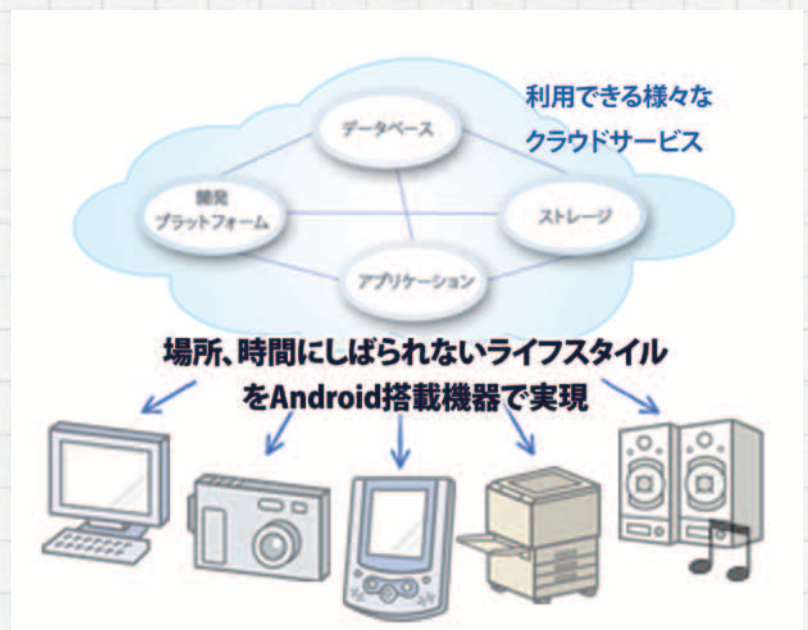 利用できる様々な
クラウドサービス
データベース
開発
プラットフォーム
ストレージ
アプリケーション
場所、時間にしばられないライフスタイル
をAndroid搭載機器で実現